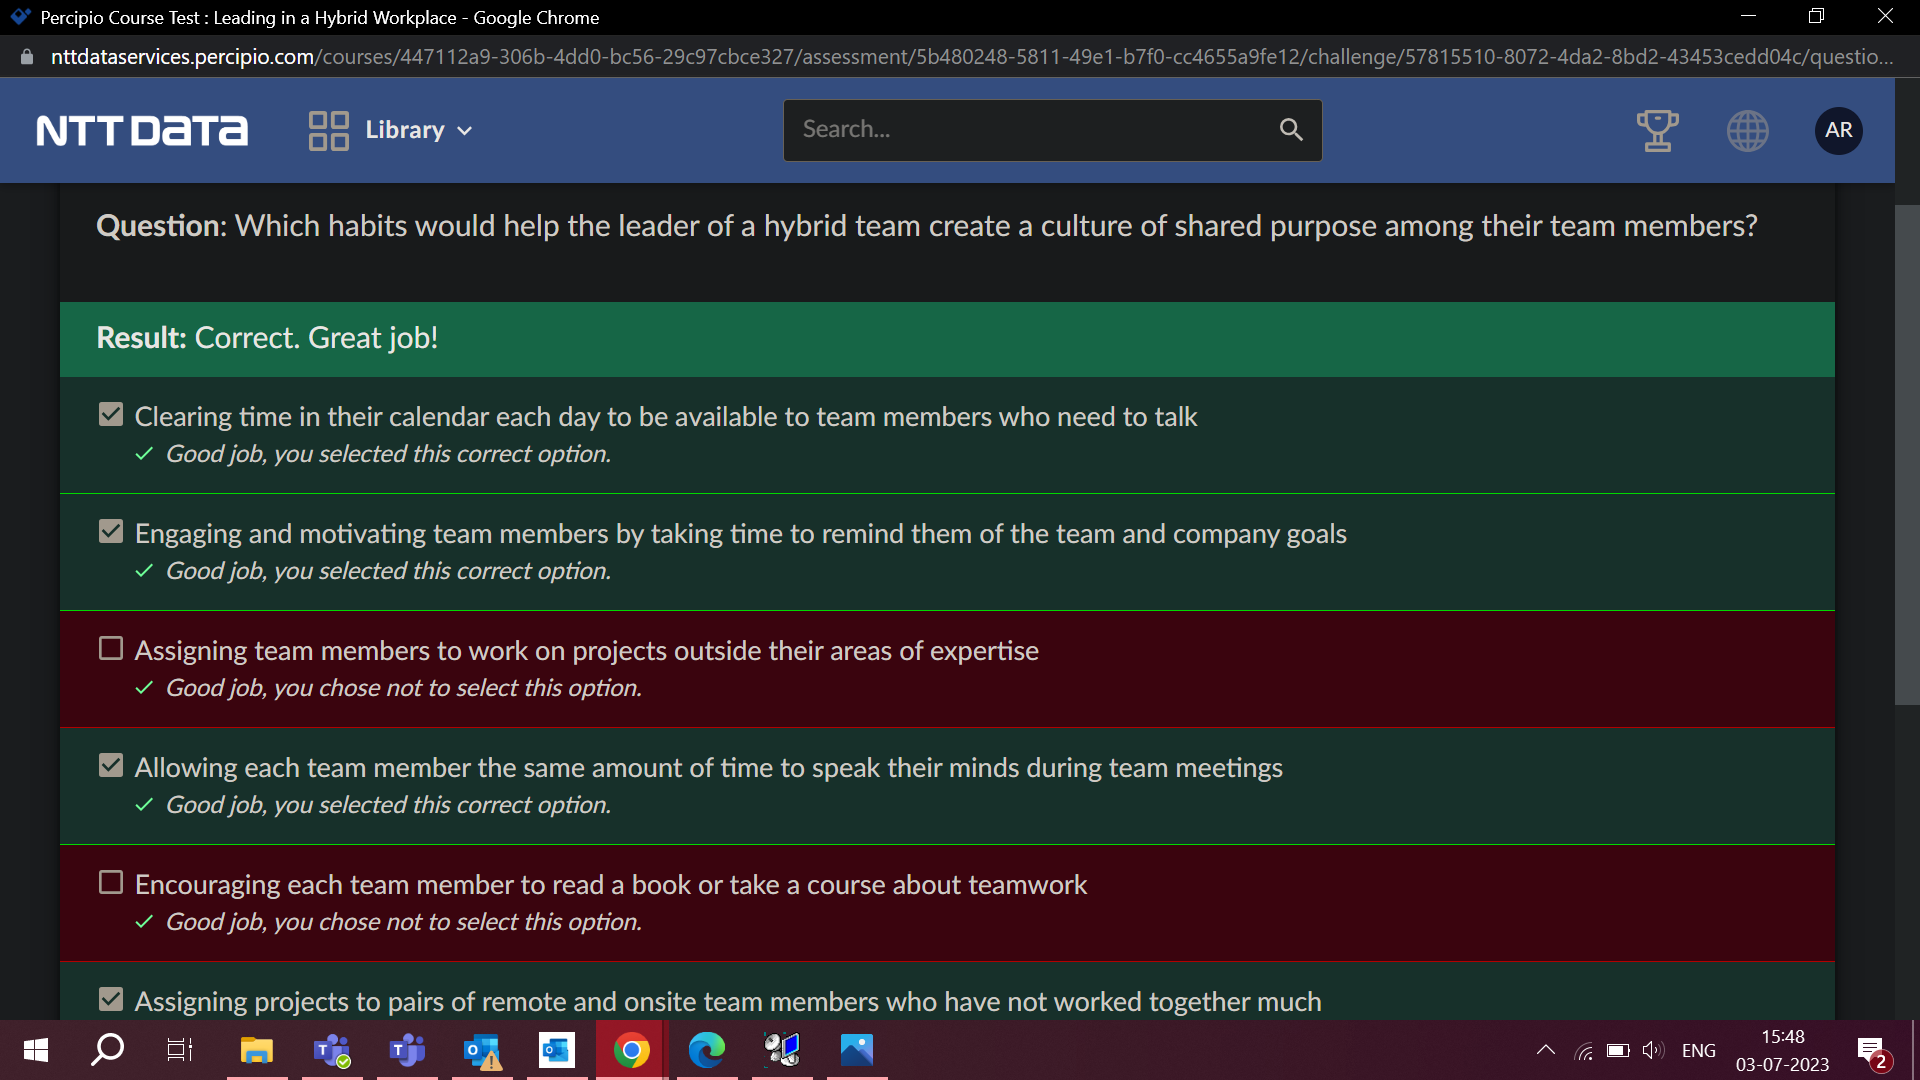 Percipio Course Test : Leading in a Hybrid Workplace - Google Chrome
nttdataservices.percipio.com/courses/447112a9-306b-4dd0-bc56-29c97cbce327/assessment/5b480248-5811-49e1-b7f0-cc4655a9fe12/challenge/57815510-8072-4da2-8bd2-43453cedd04c/questio...
NTT DATA
Library
Search...
AR
Question: Which habits would help the leader of a hybrid team create a culture of shared purpose among their team members?
Result: Correct. Great job!
Clearing time in their calendar each day to be available to team members who need to talk
Good job, you selected this correct option.
Engaging and motivating team members by taking time to remind them of the team and company goals
Good job, you selected this correct option.
Assigning team members to work on projects outside their areas of expertise
Good job, you chose not to select this option.
Allowing each team member the same amount of time to speak their minds during team meetings
Good job, you selected this correct option.
Encouraging each team member to read a book or take a course about teamwork
Good job, you chose not to select this option.
Assigning projects to pairs of remote and onsite team members who have not worked together much
ENG
15:48
03-07-2023
2